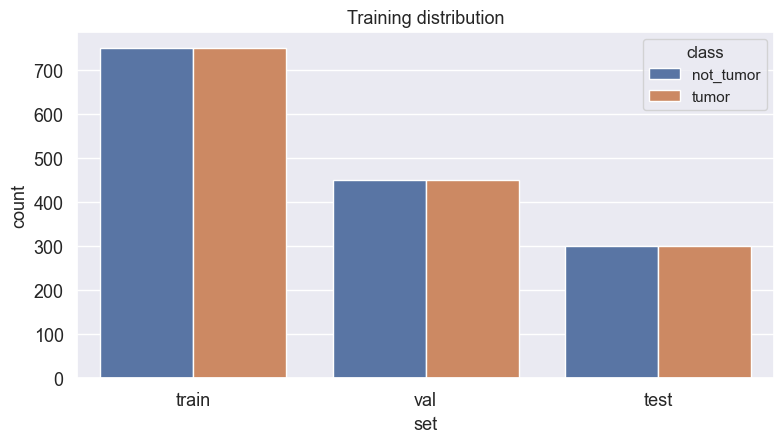 Training distribution
class
not_tumor
tumor
count
700
600
500
400
300
200
100
0
train
val
test
set